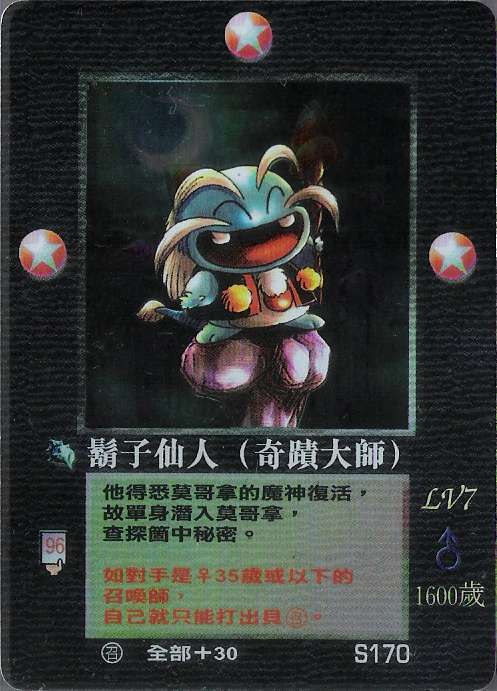 鬍子仙人（奇蹟大師）
他得悉莫哥拿的魔神復活，
故單身潛入莫哥拿，
查探箇中秘密。
如對手是♀35歲或以下的
召喚師，
自己就只能打出具㊁。
LV7
♂
1600歲
96
召 全部＋30
S170